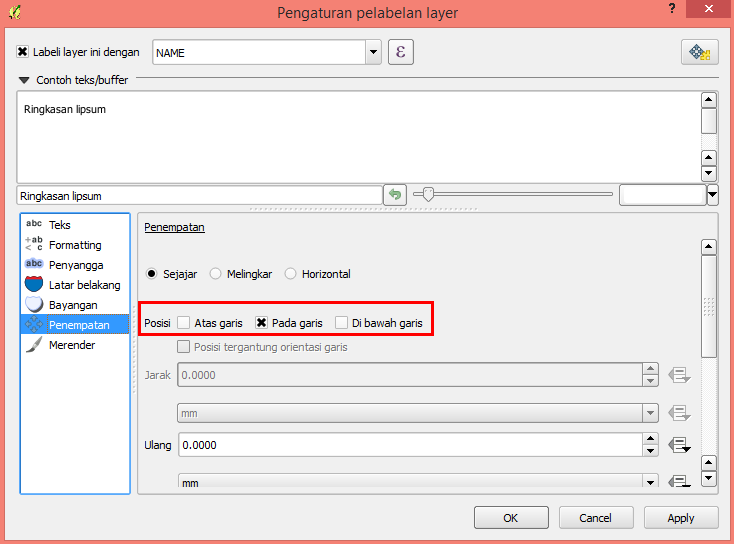 Pengaturan pelabelan layer
?
Labeli layer ini dengan NAME ε
Contoh teks/buffer
Ringkasan lipsum
Ringkasan lipsum
abc Teks
+ab < c Formatting
abc Penyangga
Latar belakang
Bayangan
Penempatan
Merender
Penempatan
Sejajar Melingkar Horizontal
Posisi Atas garis Pada garis Di bawah garis
Posisi tergantung orientasi garis
Jarak 0.0000
mm
Ulang 0.0000
mm
OK Cancel Apply